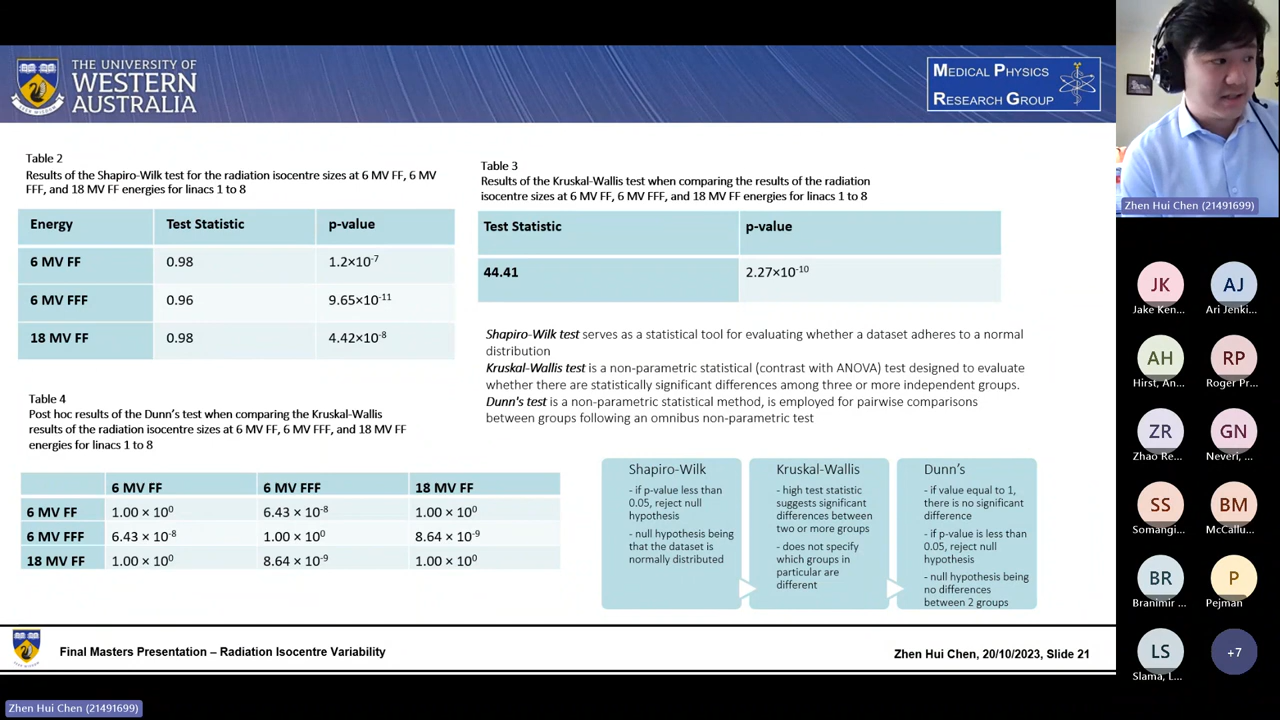 THE UNIVERSITY OF
WESTERN
AUSTRALIA
MEDICAL PHYSICS
RESEARCH GROUP
Table 2
Results of the Shapiro-Wilk test for the radiation isocentre sizes at 6 MV FF, 6 MV
FFF, and 18 MV FF energies for linacs 1 to 8
Energy Test Statistic p-value
6 MV FF 0.98 1.2×10⁻⁷
6 MV FFF 0.96 9.65×10⁻¹¹
18 MV FF 0.98 4.42×10⁻⁸
Table 3
Results of the Kruskal-Wallis test when comparing the results of the radiation
isocentre sizes at 6 MV FF, 6 MV FFF, and 18 MV FF energies for linacs 1 to 8
Test Statistic p-value
44.41 2.27×10⁻¹⁰
Shapiro-Wilk test serves as a statistical tool for evaluating whether a dataset adheres to a normal
distribution
Kruskal-Wallis test is a non-parametric statistical (contrast with ANOVA) test designed to evaluate
whether there are statistically significant differences among three or more independent groups.
Dunn's test is a non-parametric statistical method, is employed for pairwise comparisons
between groups following an omnibus non-parametric test
Table 4
Post hoc results of the Dunn's test when comparing the Kruskal-Wallis
results of the radiation isocentre sizes at 6 MV FF, 6 MV FFF, and 18 MV FF
energies for linacs 1 to 8
6 MV FF 6 MV FFF 18 MV FF
6 MV FF 1.00 × 10⁰ 6.43 × 10⁻⁸ 1.00 × 10⁰
6 MV FFF 6.43 × 10⁻⁸ 1.00 × 10⁰ 8.64 × 10⁻⁹
18 MV FF 1.00 × 10⁰ 8.64 × 10⁻⁹ 1.00 × 10⁰
Shapiro-Wilk
- if p-value less than
0.05, reject null
hypothesis
- null hypothesis being
that the dataset is
normally distributed
Kruskal-Wallis
- high test statistic
suggests significant
differences between
two or more groups
- does not specify
which groups in
particular are
different
Dunn's
- if value equal to 1,
there is no significant
difference
- if p-value is less than
0.05, reject null
hypothesis
- null hypothesis being
no differences
between 2 groups
Final Masters Presentation – Radiation Isocentre Variability
Zhen Hui Chen, 20/10/2023, Slide 21
Zhen Hui Chen (21491699)
Zhen Hui Chen (21491699)
JK AJ
Jake Ken... Ari Jenki...
AH RP
Hirst, An... Roger Pr...
ZR GN
Zhao Re... Neveri, ...
SS BM
Somangi... McCallu...
BR P
Branimir ... Pejman
LS +7
Slama, L...